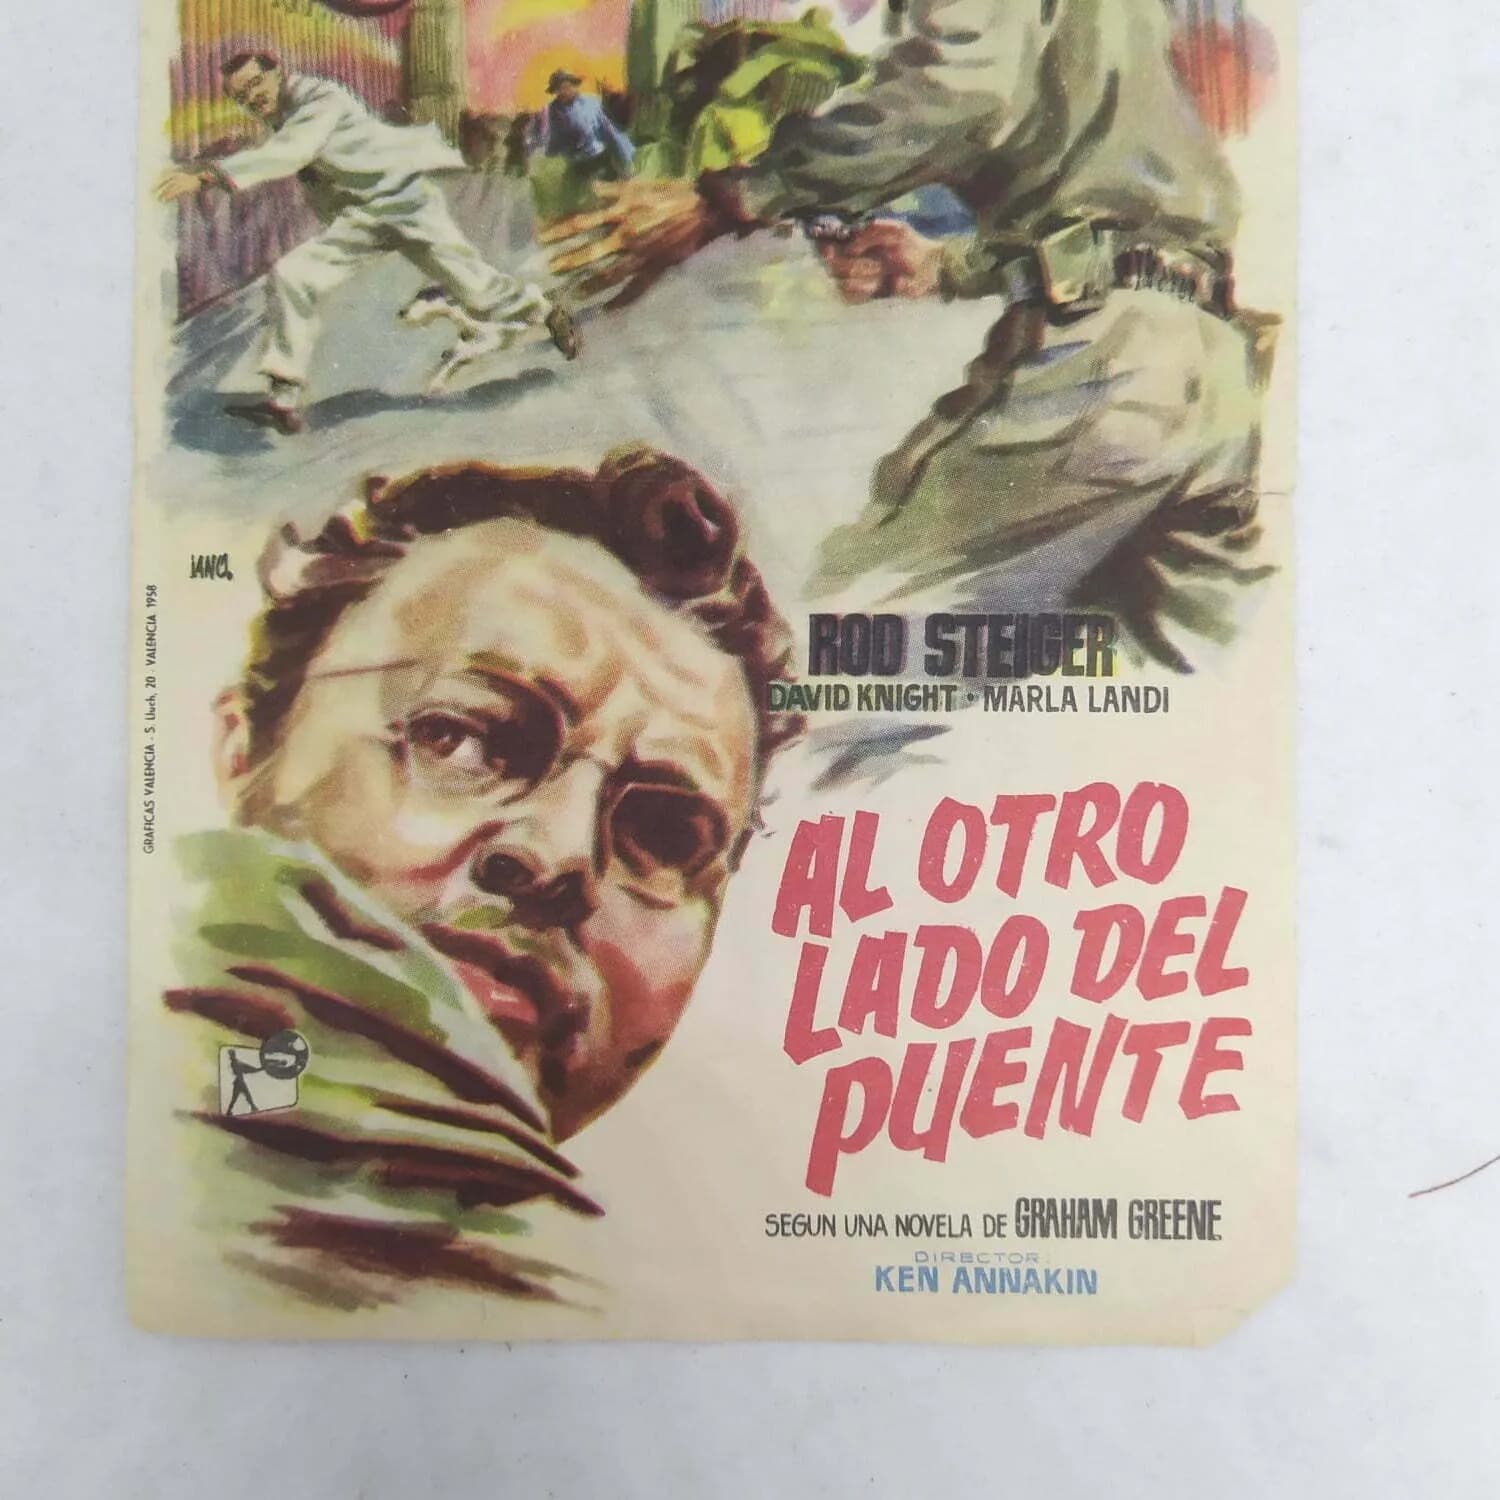 JANO.
GRAFICAS VALENCIA - S. Lluch, 20 - VALENCIA 1958
ROD STEIGER
DAVID KNIGHT • MARLA LANDI
AL OTRO
LADO DEL
PUENTE
SEGUN UNA NOVELA DE GRAHAM GREENE
DIRECTOR:
KEN ANNAKIN